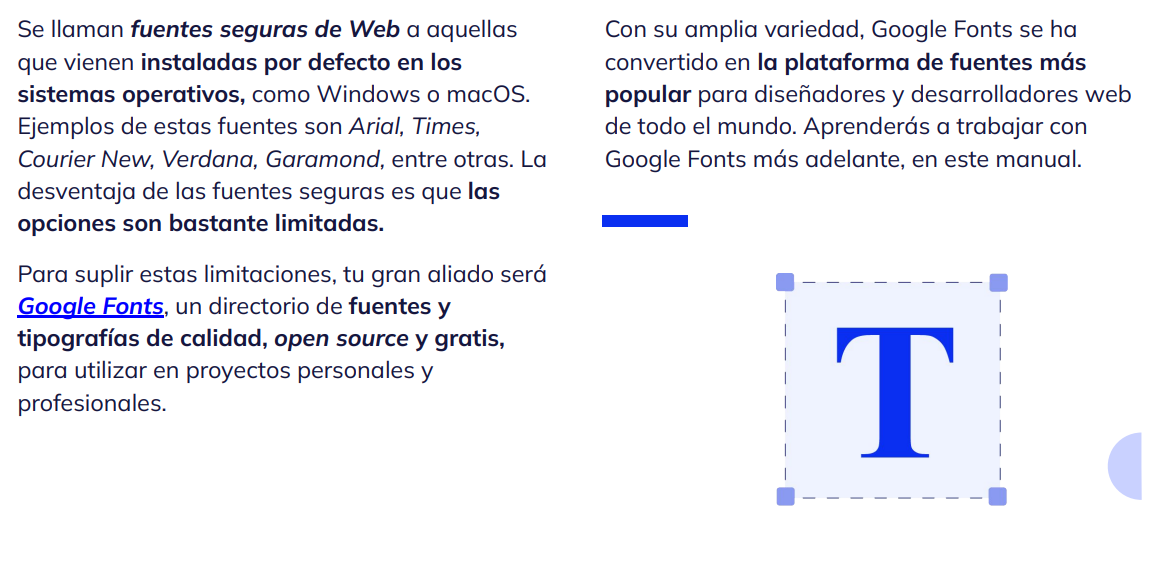 Se llaman fuentes seguras de Web a aquellas
que vienen instaladas por defecto en los
sistemas operativos, como Windows o macOS.
Ejemplos de estas fuentes son Arial, Times,
Courier New, Verdana, Garamond, entre otras. La
desventaja de las fuentes seguras es que las
opciones son bastante limitadas.
Para suplir estas limitaciones, tu gran aliado será
Google Fonts, un directorio de fuentes y
tipografías de calidad, open source y gratis,
para utilizar en proyectos personales y
profesionales.
Con su amplia variedad, Google Fonts se ha
convertido en la plataforma de fuentes más
popular para diseñadores y desarrolladores web
de todo el mundo. Aprenderás a trabajar con
Google Fonts más adelante, en este manual.
T